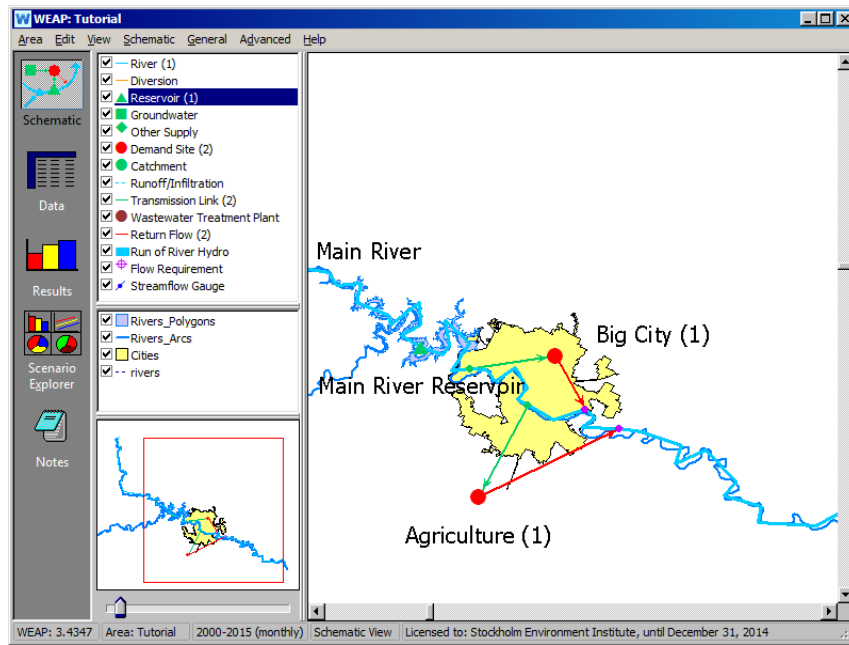 WEAP: Tutorial
Area Edit View Schematic General Advanced Help
Schematic
Data
Results
Scenario
Explorer
Notes
River (1)
Diversion
Reservoir (1)
Groundwater
Other Supply
Demand Site (2)
Catchment
Runoff/Infiltration
Transmission Link (2)
Wastewater Treatment Plant
Return Flow (2)
Run of River Hydro
Flow Requirement
Streamflow Gauge
Rivers_Polygons
Rivers_Arcs
Cities
rivers
Main River
Big City (1)
Main River Reservoir
Agriculture (1)
WEAP: 3.4347 Area: Tutorial 2000-2015 (monthly) Schematic View Licensed to: Stockholm Environment Institute, until December 31, 2014